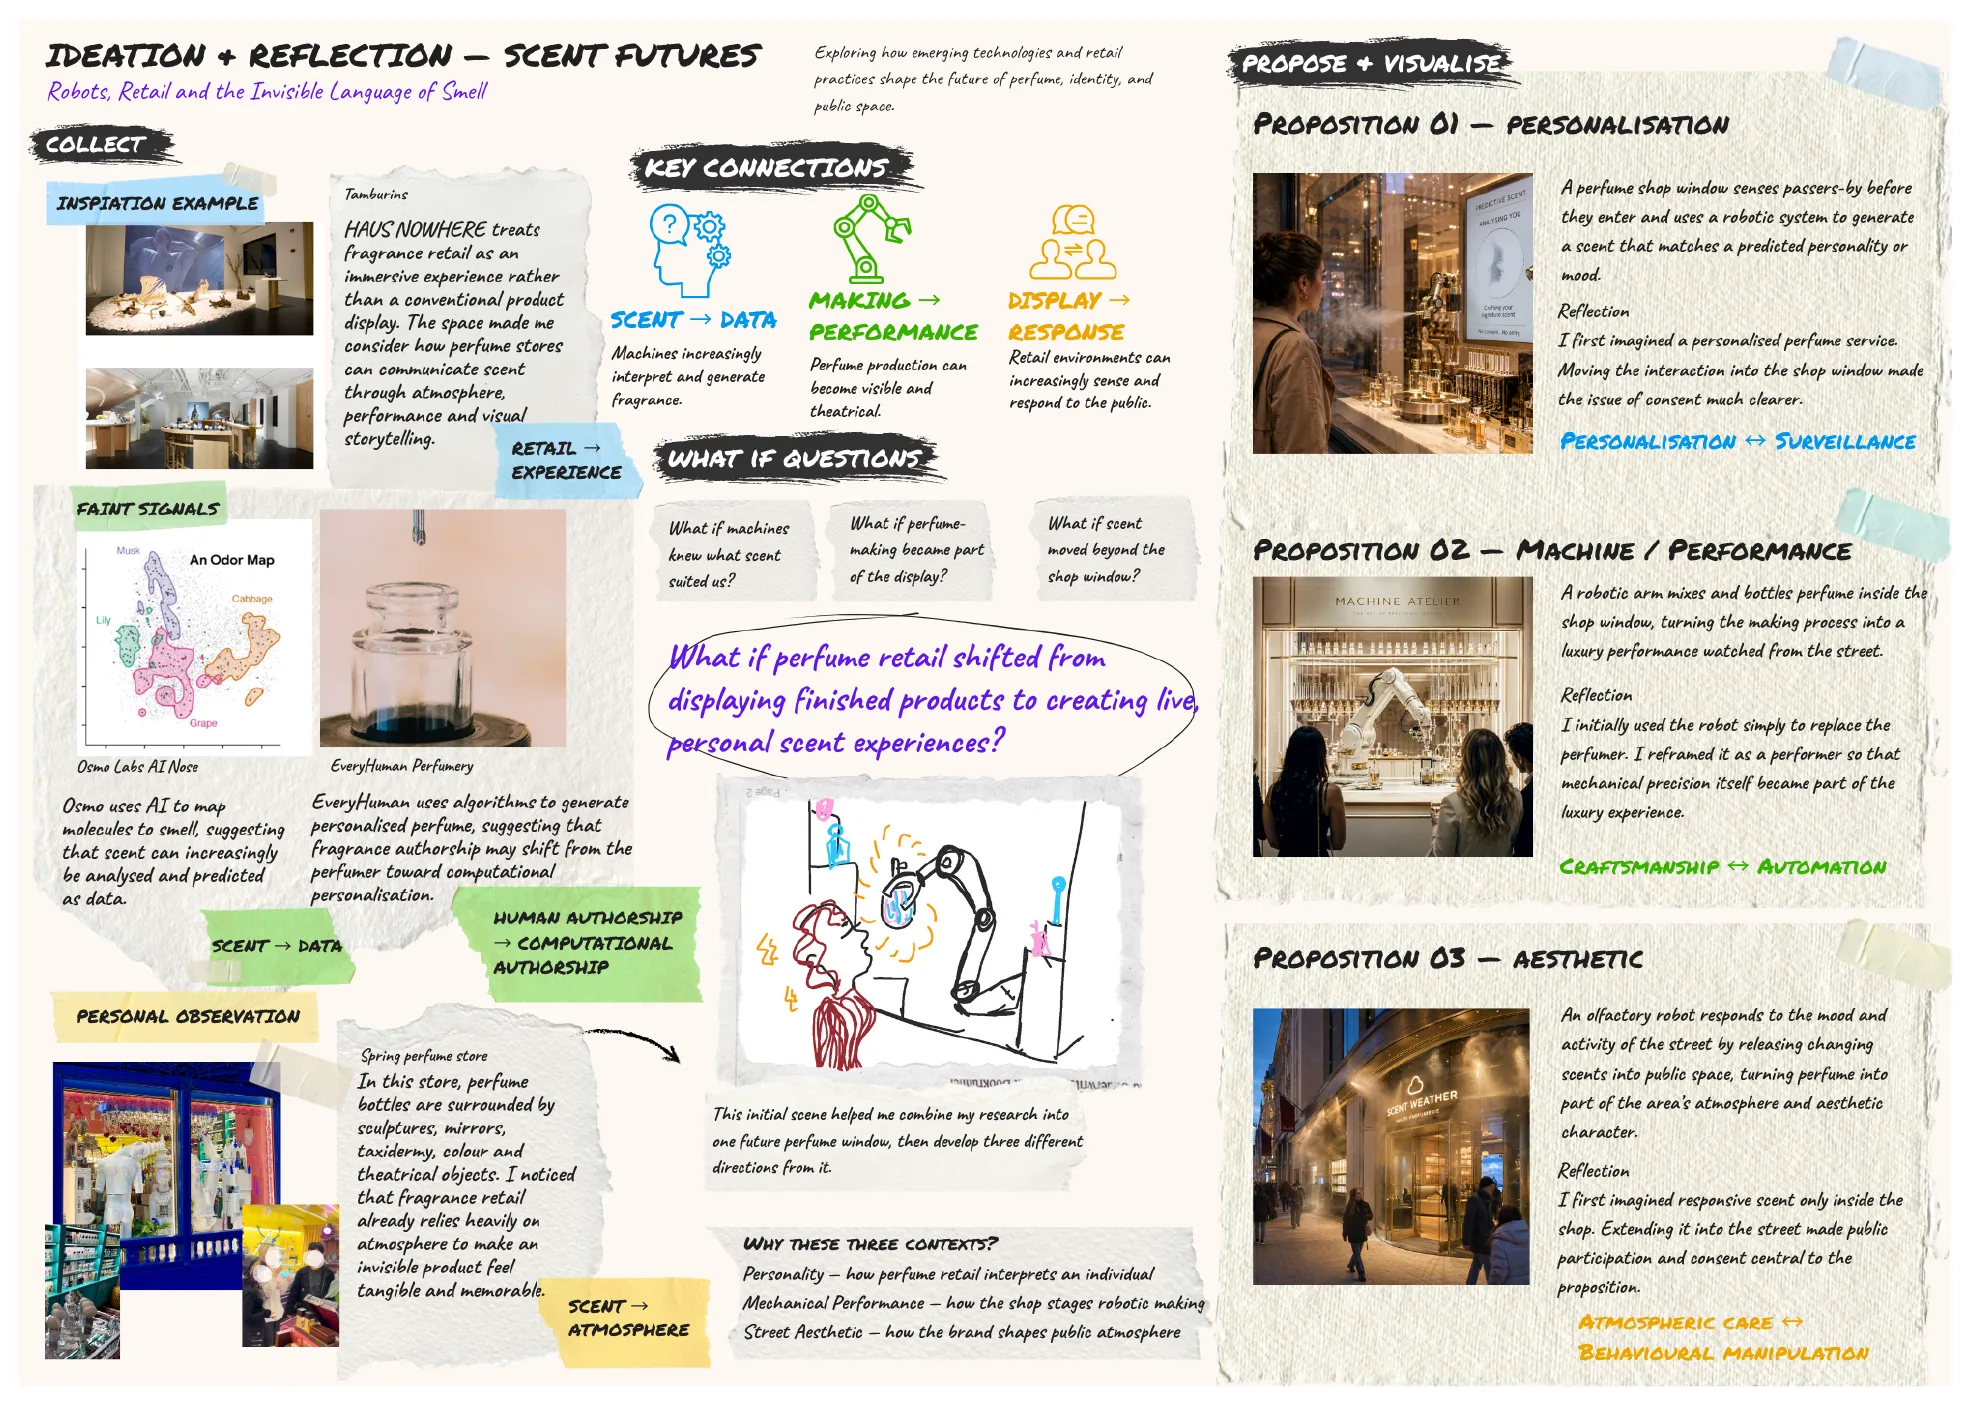 IDEATION + REFLECTION — SCENT FUTURES
Robots, Retail and the Invisible Language of Smell
Exploring how emerging technologies and retail
practices shape the future of perfume, identity, and
public space.
COLLECT
INSPIATION EXAMPLE
Tamburins
HAUS NOWHERE treats
fragrance retail as an
immersive experience rather
than a conventional product
display. The space made me
consider how perfume stores
can communicate scent
through atmosphere,
performance and visual
storytelling.
RETAIL →
EXPERIENCE
FAINT SIGNALS
An Odor Map
Musk
Cabbage
Lily
Grape
Osmo Labs AI Nose
Osmo uses AI to map
molecules to smell, suggesting
that scent can increasingly
be analysed and predicted
as data.
SCENT → DATA
EveryHuman Perfumery
EveryHuman uses algorithms to generate
personalised perfume, suggesting that
fragrance authorship may shift from the
perfumer toward computational
personalisation.
HUMAN AUTHORSHIP
→ COMPUTATIONAL
AUTHORSHIP
PERSONAL OBSERVATION
Spring perfume store
In this store, perfume
bottles are surrounded by
sculptures, mirrors,
taxidermy, colour and
theatrical objects. I noticed
that fragrance retail
already relies heavily on
atmosphere to make an
invisible product feel
tangible and memorable.
SCENT →
ATMOSPHERE
KEY CONNECTIONS
?
SCENT → DATA
Machines increasingly
interpret and generate
fragrance.
MAKING →
PERFORMANCE
Perfume production can
become visible and
theatrical.
DISPLAY →
RESPONSE
Retail environments can
increasingly sense and
respond to the public.
WHAT IF QUESTIONS
What if machines
knew what scent
suited us?
What if perfume-
making became part
of the display?
What if scent
moved beyond the
shop window?
What if perfume retail shifted from
displaying finished products to creating live,
personal scent experiences?
Page 2
This initial scene helped me combine my research into
one future perfume window, then develop three different
directions from it.
WHY THESE THREE CONTEXTS?
Personality — how perfume retail interprets an individual
Mechanical Performance — how the shop stages robotic making
Street Aesthetic — how the brand shapes public atmosphere
PROPOSE + VISUALISE
PROPOSITION 01 — PERSONALISATION
PREDICTIVE SCENT
ANALYSING YOU
Crafting your
signature scent
No consent. No entry.
A perfume shop window senses passers-by before
they enter and uses a robotic system to generate
a scent that matches a predicted personality or
mood.
Reflection
I first imagined a personalised perfume service.
Moving the interaction into the shop window made
the issue of consent much clearer.
PERSONALISATION ↔ SURVEILLANCE
PROPOSITION 02 — MACHINE / PERFORMANCE
MACHINE ATELIER
A robotic arm mixes and bottles perfume inside the
shop window, turning the making process into a
luxury performance watched from the street.
Reflection
I initially used the robot simply to replace the
perfumer. I reframed it as a performer so that
mechanical precision itself became part of the
luxury experience.
CRAFTSMANSHIP ↔ AUTOMATION
PROPOSITION 03 — AESTHETIC
SCENT WEATHER
HAUTE PARFUMERIE
An olfactory robot responds to the mood and
activity of the street by releasing changing
scents into public space, turning perfume into
part of the area's atmosphere and aesthetic
character.
Reflection
I first imagined responsive scent only inside the
shop. Extending it into the street made public
participation and consent central to the
proposition.
ATMOSPHERIC CARE ↔
BEHAVIOURAL MANIPULATION